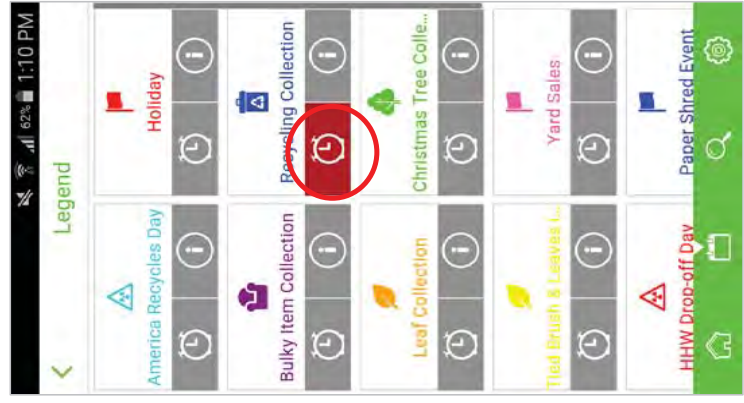 62% 1:10 PM
Legend
America Recycles Day
Holiday
Bulky Item Collection
Recycling Collection
Leaf Collection
Christmas Tree Colle...
Tied Brush & Leaves (...
Yard Sales
HHW Drop-off Day
Paper Shred Event